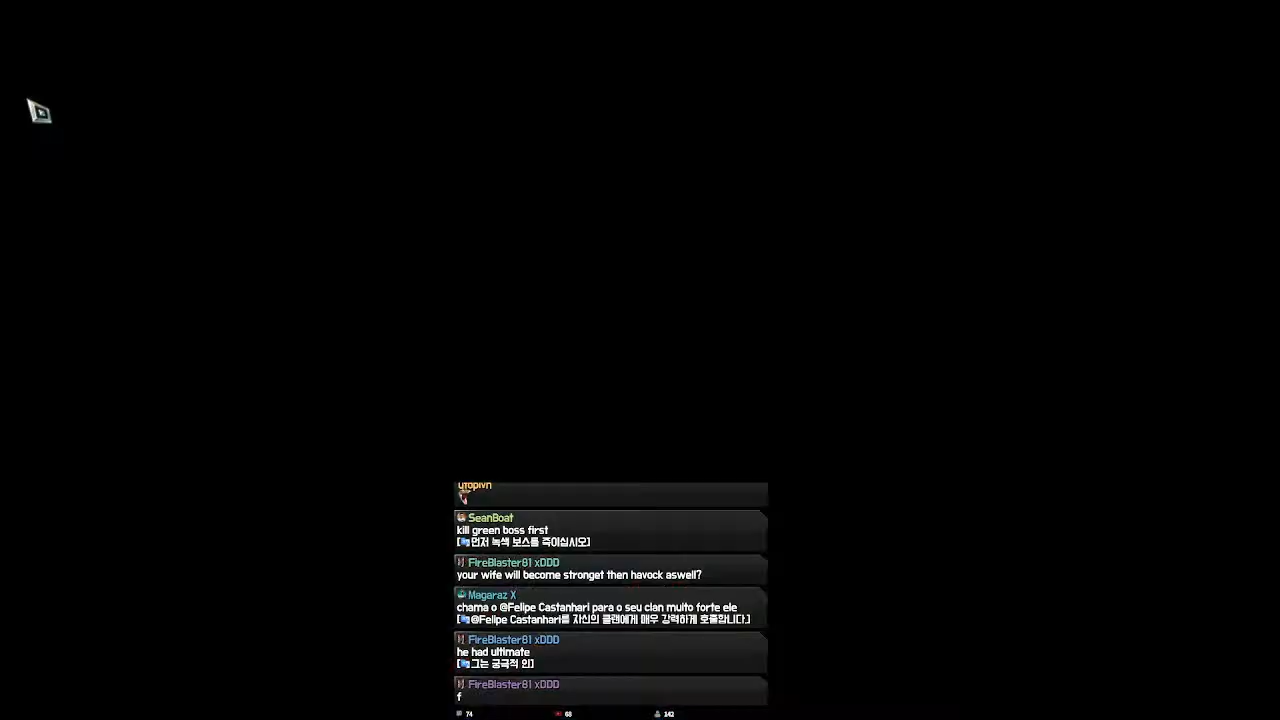 utopivn
SeanBoat
kill green boss first
[먼저 녹색 보스를 죽이십시오]
FireBlaster81 xDDD
your wife will become stronget then havock aswell?
Magaraz X
chama o @Felipe Castanhari para o seu clan muito forte ele
[@Felipe Castanhari를 자신의 클랜에게 매우 강력하게 호출합니다.]
FireBlaster81 xDDD
he had ultimate
[그는 궁극적 인]
FireBlaster81 xDDD
f
74 68 142